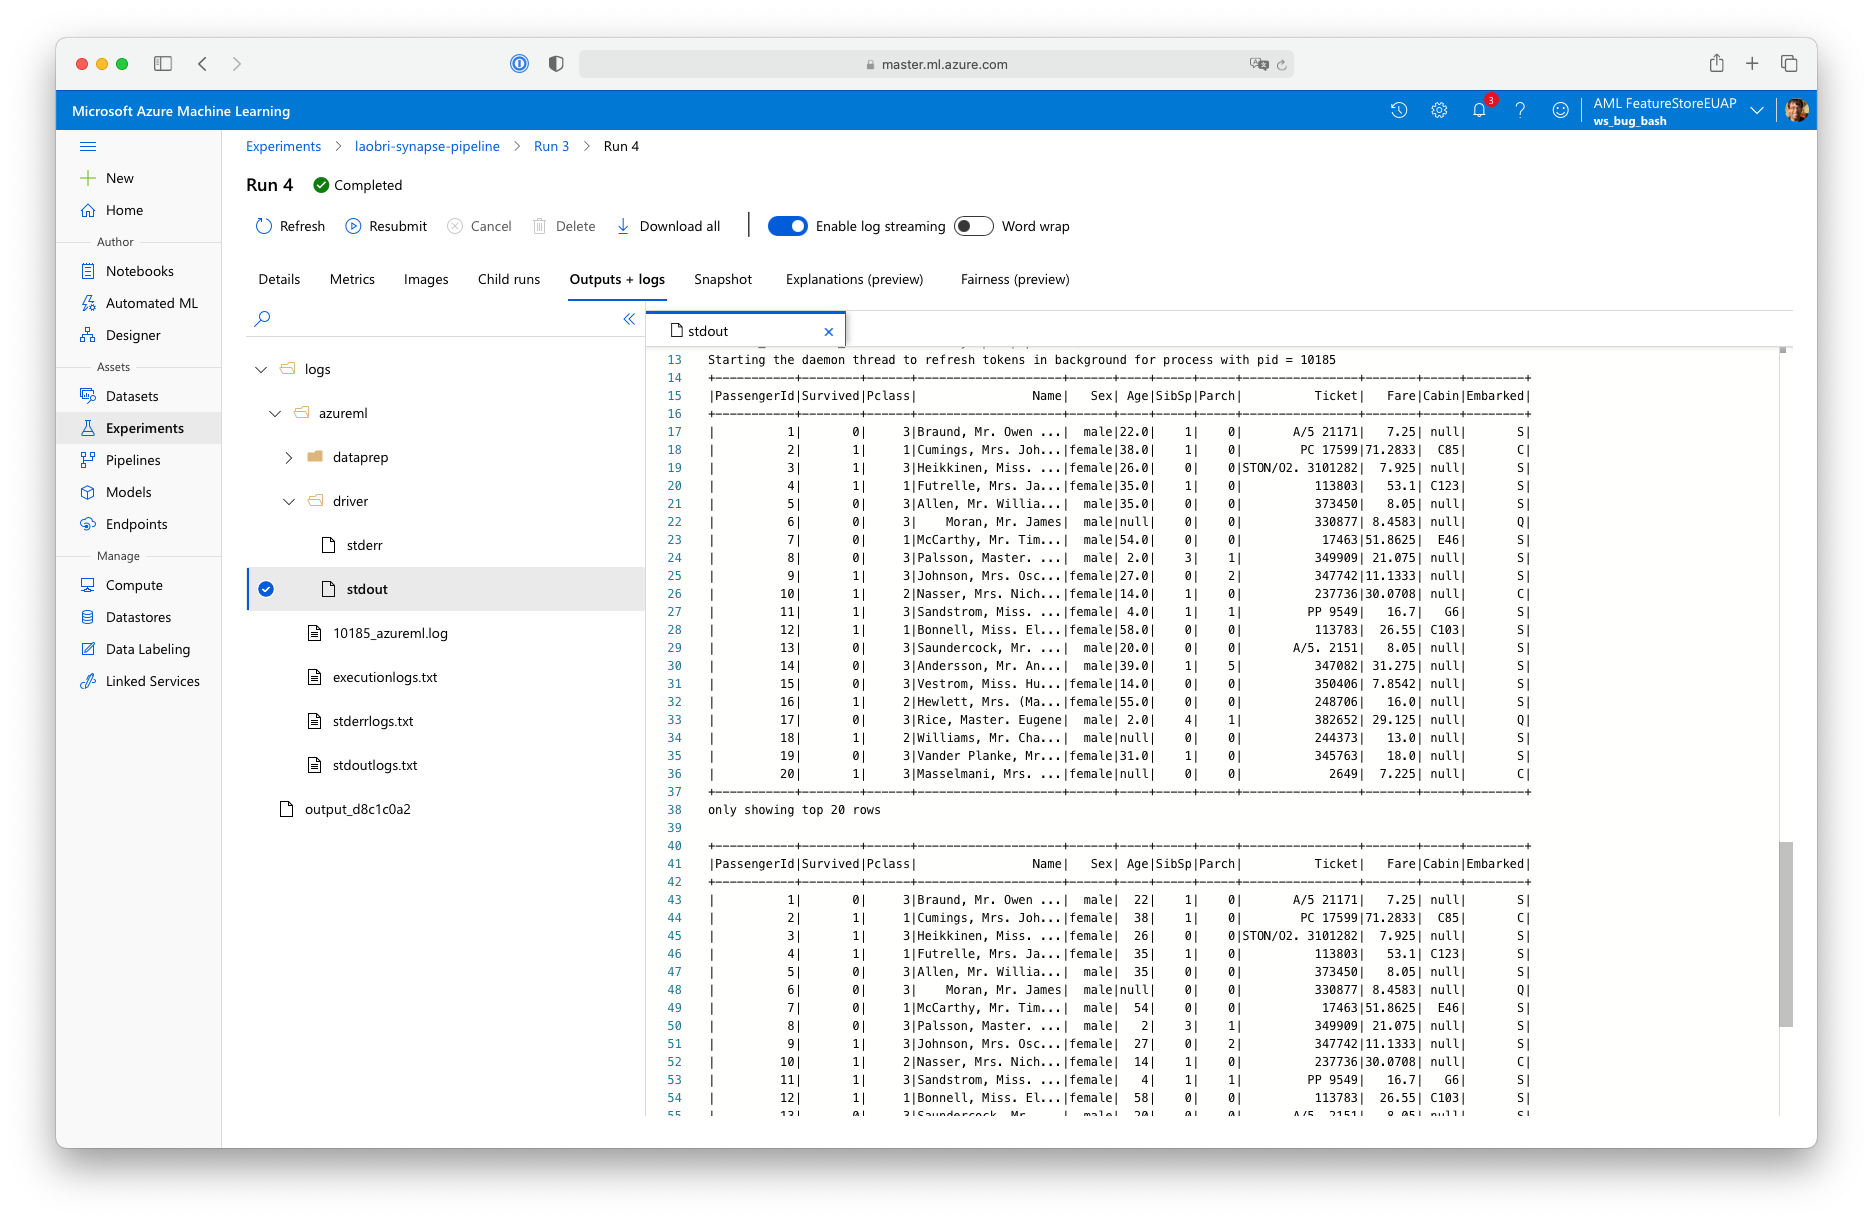 master.ml.azure.com
Microsoft Azure Machine Learning
3
AML FeatureStoreEUAP
ws_bug_bash
New
Home
Author
Notebooks
Automated ML
Designer
Assets
Datasets
Experiments
Pipelines
Models
Endpoints
Manage
Compute
Datastores
Data Labeling
Linked Services
Experiments > laobri-synapse-pipeline > Run 3 > Run 4
Run 4 Completed
Refresh Resubmit Cancel Delete Download all Enable log streaming Word wrap
Details Metrics Images Child runs Outputs + logs Snapshot Explanations (preview) Fairness (preview)
logs
azureml
dataprep
driver
stderr
stdout
10185_azureml.log
executionlogs.txt
stderrlogs.txt
stdoutlogs.txt
output_d8c1c0a2
stdout
13 Starting the daemon thread to refresh tokens in background for process with pid = 10185
14 +-----------+--------+------+--------------------+------+----+-----+-----+----------------+-------+-----+--------+
15 |PassengerId|Survived|Pclass|                Name|   Sex| Age|SibSp|Parch|          Ticket|   Fare|Cabin|Embarked|
16 +-----------+--------+------+--------------------+------+----+-----+-----+----------------+-------+-----+--------+
17 |          1|       0|     3|Braund, Mr. Owen ...|  male|22.0|    1|    0|       A/5 21171|   7.25| null|       S|
18 |          2|       1|     1|Cumings, Mrs. Joh...|female|38.0|    1|    0|        PC 17599|71.2833|  C85|       C|
19 |          3|       1|     3|Heikkinen, Miss. ...|female|26.0|    0|    0|STON/O2. 3101282|  7.925| null|       S|
20 |          4|       1|     1|Futrelle, Mrs. Ja...|female|35.0|    1|    0|          113803|   53.1| C123|       S|
21 |          5|       0|     3|Allen, Mr. Willia...|  male|35.0|    0|    0|          373450|   8.05| null|       S|
22 |          6|       0|     3|    Moran, Mr. James|  male|null|    0|    0|          330877| 8.4583| null|       Q|
23 |          7|       0|     1|McCarthy, Mr. Tim...|  male|54.0|    0|    0|           17463|51.8625|  E46|       S|
24 |          8|       0|     3|Palsson, Master. ...|  male| 2.0|    3|    1|          349909| 21.075| null|       S|
25 |          9|       1|     3|Johnson, Mrs. Osc...|female|27.0|    0|    2|          347742|11.1333| null|       S|
26 |         10|       1|     2|Nasser, Mrs. Nich...|female|14.0|    1|    0|          237736|30.0708| null|       C|
27 |         11|       1|     3|Sandstrom, Miss. ...|female| 4.0|    1|    1|         PP 9549|   16.7|   G6|       S|
28 |         12|       1|     1|Bonnell, Miss. El...|female|58.0|    0|    0|          113783|  26.55| C103|       S|
29 |         13|       0|     3|Saundercock, Mr. ...|  male|20.0|    0|    0|       A/5. 2151|   8.05| null|       S|
30 |         14|       0|     3|Andersson, Mr. An...|  male|39.0|    1|    5|          347082| 31.275| null|       S|
31 |         15|       0|     3|Vestrom, Miss. Hu...|female|14.0|    0|    0|          350406| 7.8542| null|       S|
32 |         16|       1|     2|Hewlett, Mrs. (Ma...|female|55.0|    0|    0|          248706|   16.0| null|       S|
33 |         17|       0|     3|Rice, Master. Eugene|  male| 2.0|    4|    1|          382652| 29.125| null|       Q|
34 |         18|       1|     2|Williams, Mr. Cha...|  male|null|    0|    0|          244373|   13.0| null|       S|
35 |         19|       0|     3|Vander Planke, Mr...|female|31.0|    1|    0|          345763|   18.0| null|       S|
36 |         20|       1|     3|Masselmani, Mrs. ...|female|null|    0|    0|            2649|  7.225| null|       C|
37 +-----------+--------+------+--------------------+------+----+-----+-----+----------------+-------+-----+--------+
38 only showing top 20 rows
39
40 +-----------+--------+------+--------------------+------+----+-----+-----+----------------+-------+-----+--------+
41 |PassengerId|Survived|Pclass|                Name|   Sex| Age|SibSp|Parch|          Ticket|   Fare|Cabin|Embarked|
42 +-----------+--------+------+--------------------+------+----+-----+-----+----------------+-------+-----+--------+
43 |          1|       0|     3|Braund, Mr. Owen ...|  male|  22|    1|    0|       A/5 21171|   7.25| null|       S|
44 |          2|       1|     1|Cumings, Mrs. Joh...|female|  38|    1|    0|        PC 17599|71.2833|  C85|       C|
45 |          3|       1|     3|Heikkinen, Miss. ...|female|  26|    0|    0|STON/O2. 3101282|  7.925| null|       S|
46 |          4|       1|     1|Futrelle, Mrs. Ja...|female|  35|    1|    0|          113803|   53.1| C123|       S|
47 |          5|       0|     3|Allen, Mr. Willia...|  male|  35|    0|    0|          373450|   8.05| null|       S|
48 |          6|       0|     3|    Moran, Mr. James|  male|null|    0|    0|          330877| 8.4583| null|       Q|
49 |          7|       0|     1|McCarthy, Mr. Tim...|  male|  54|    0|    0|           17463|51.8625|  E46|       S|
50 |          8|       0|     3|Palsson, Master. ...|  male|   2|    3|    1|          349909| 21.075| null|       S|
51 |          9|       1|     3|Johnson, Mrs. Osc...|female|  27|    0|    2|          347742|11.1333| null|       S|
52 |         10|       1|     2|Nasser, Mrs. Nich...|female|  14|    1|    0|          237736|30.0708| null|       C|
53 |         11|       1|     3|Sandstrom, Miss. ...|female|   4|    1|    1|         PP 9549|   16.7|   G6|       S|
54 |         12|       1|     1|Bonnell, Miss. El...|female|  58|    0|    0|          113783|  26.55| C103|       S|